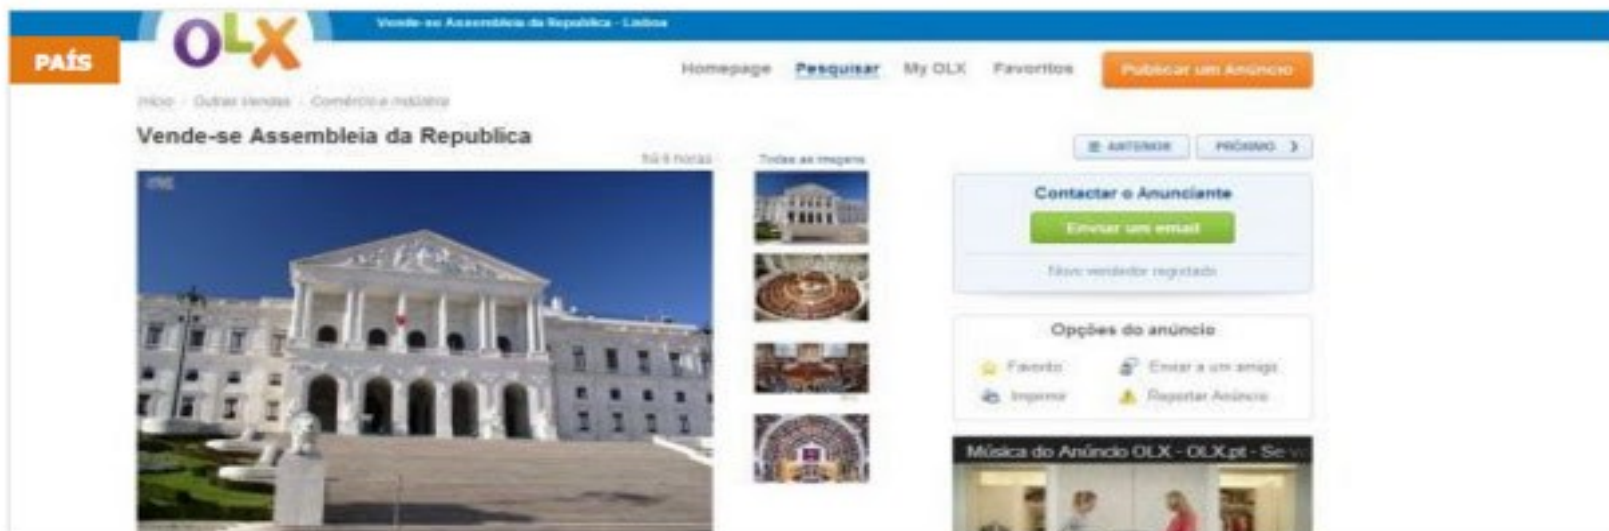 Vende-se Assembleia da Republica - Lisboa
OLX
PAÍS
Homepage Pesquisar My OLX Favoritos Publicar um Anúncio
Início Outras Vendas Comércio e Indústria
Vende-se Assembleia da Republica
há 6 horas
Todas as imagens
ANTERIOR PRÓXIMO
Contactar o Anunciante
Enviar um email
Novo vendedor registado
Opções do anúncio
Favorito Enviar a um amigo
Imprimir Reportar Anúncio
Música do Anúncio OLX - OLX.pt - Se v